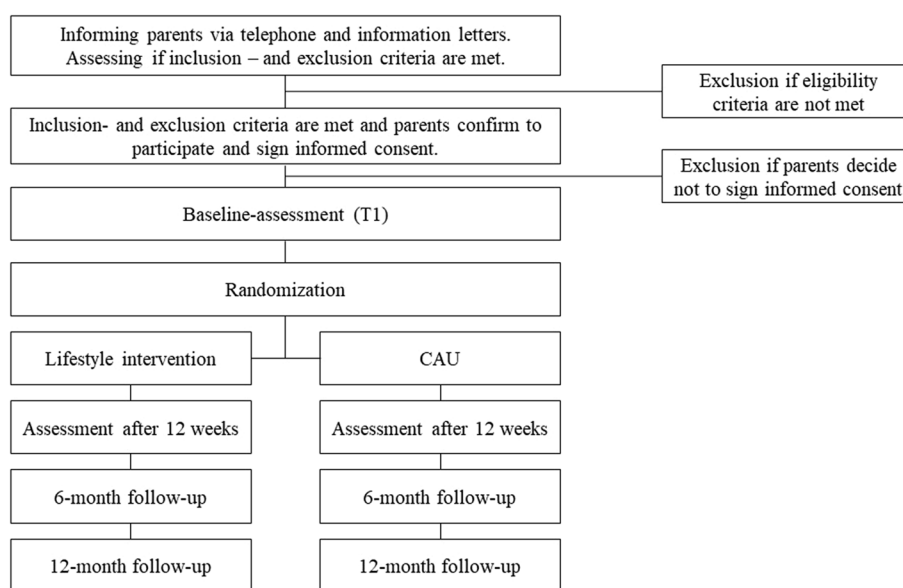 Informing parents via telephone and information letters.
Assessing if inclusion – and exclusion criteria are met.
Exclusion if eligibility
criteria are not met
Inclusion- and exclusion criteria are met and parents confirm to
participate and sign informed consent.
Exclusion if parents decide
not to sign informed consent
Baseline-assessment (T1)
Randomization
Lifestyle intervention
CAU
Assessment after 12 weeks
Assessment after 12 weeks
6-month follow-up
6-month follow-up
12-month follow-up
12-month follow-up